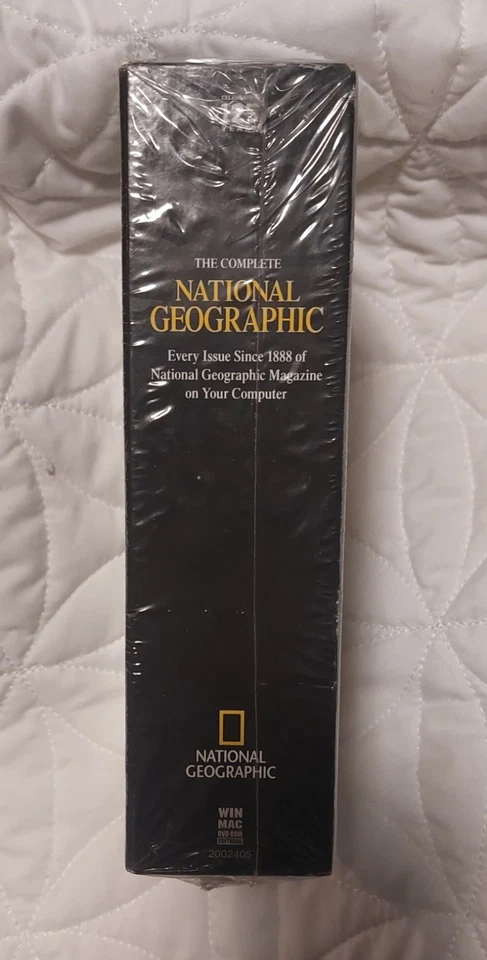 THE COMPLETE
NATIONAL
GEOGRAPHIC
Every Issue Since 1888 of
National Geographic Magazine
on Your Computer
NATIONAL
GEOGRAPHIC
WIN
MAC
DVD-ROM
SOFTWARE
2002405